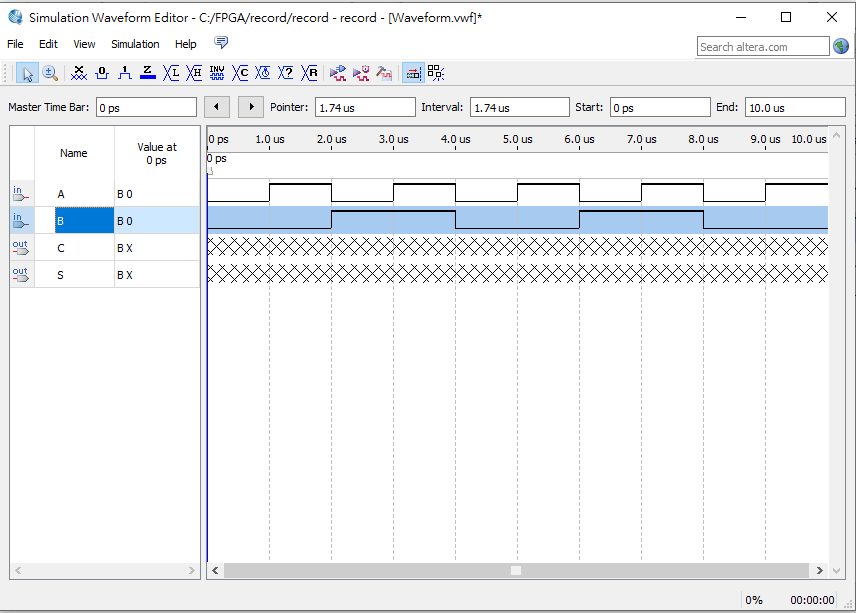 Simulation Waveform Editor - C:/FPGA/record/record - record - [Waveform.vwf]*
File Edit View Simulation Help
Search altera.com
0 1 Z L H INV C ? R
Master Time Bar: 0 ps Pointer: 1.74 us Interval: 1.74 us Start: 0 ps End: 10.0 us
Name Value at
0 ps
0 ps 1.0 us 2.0 us 3.0 us 4.0 us 5.0 us 6.0 us 7.0 us 8.0 us 9.0 us 10.0 us
0 ps
in A B 0
in B B 0
out C B X
out S B X
0% 00:00:00